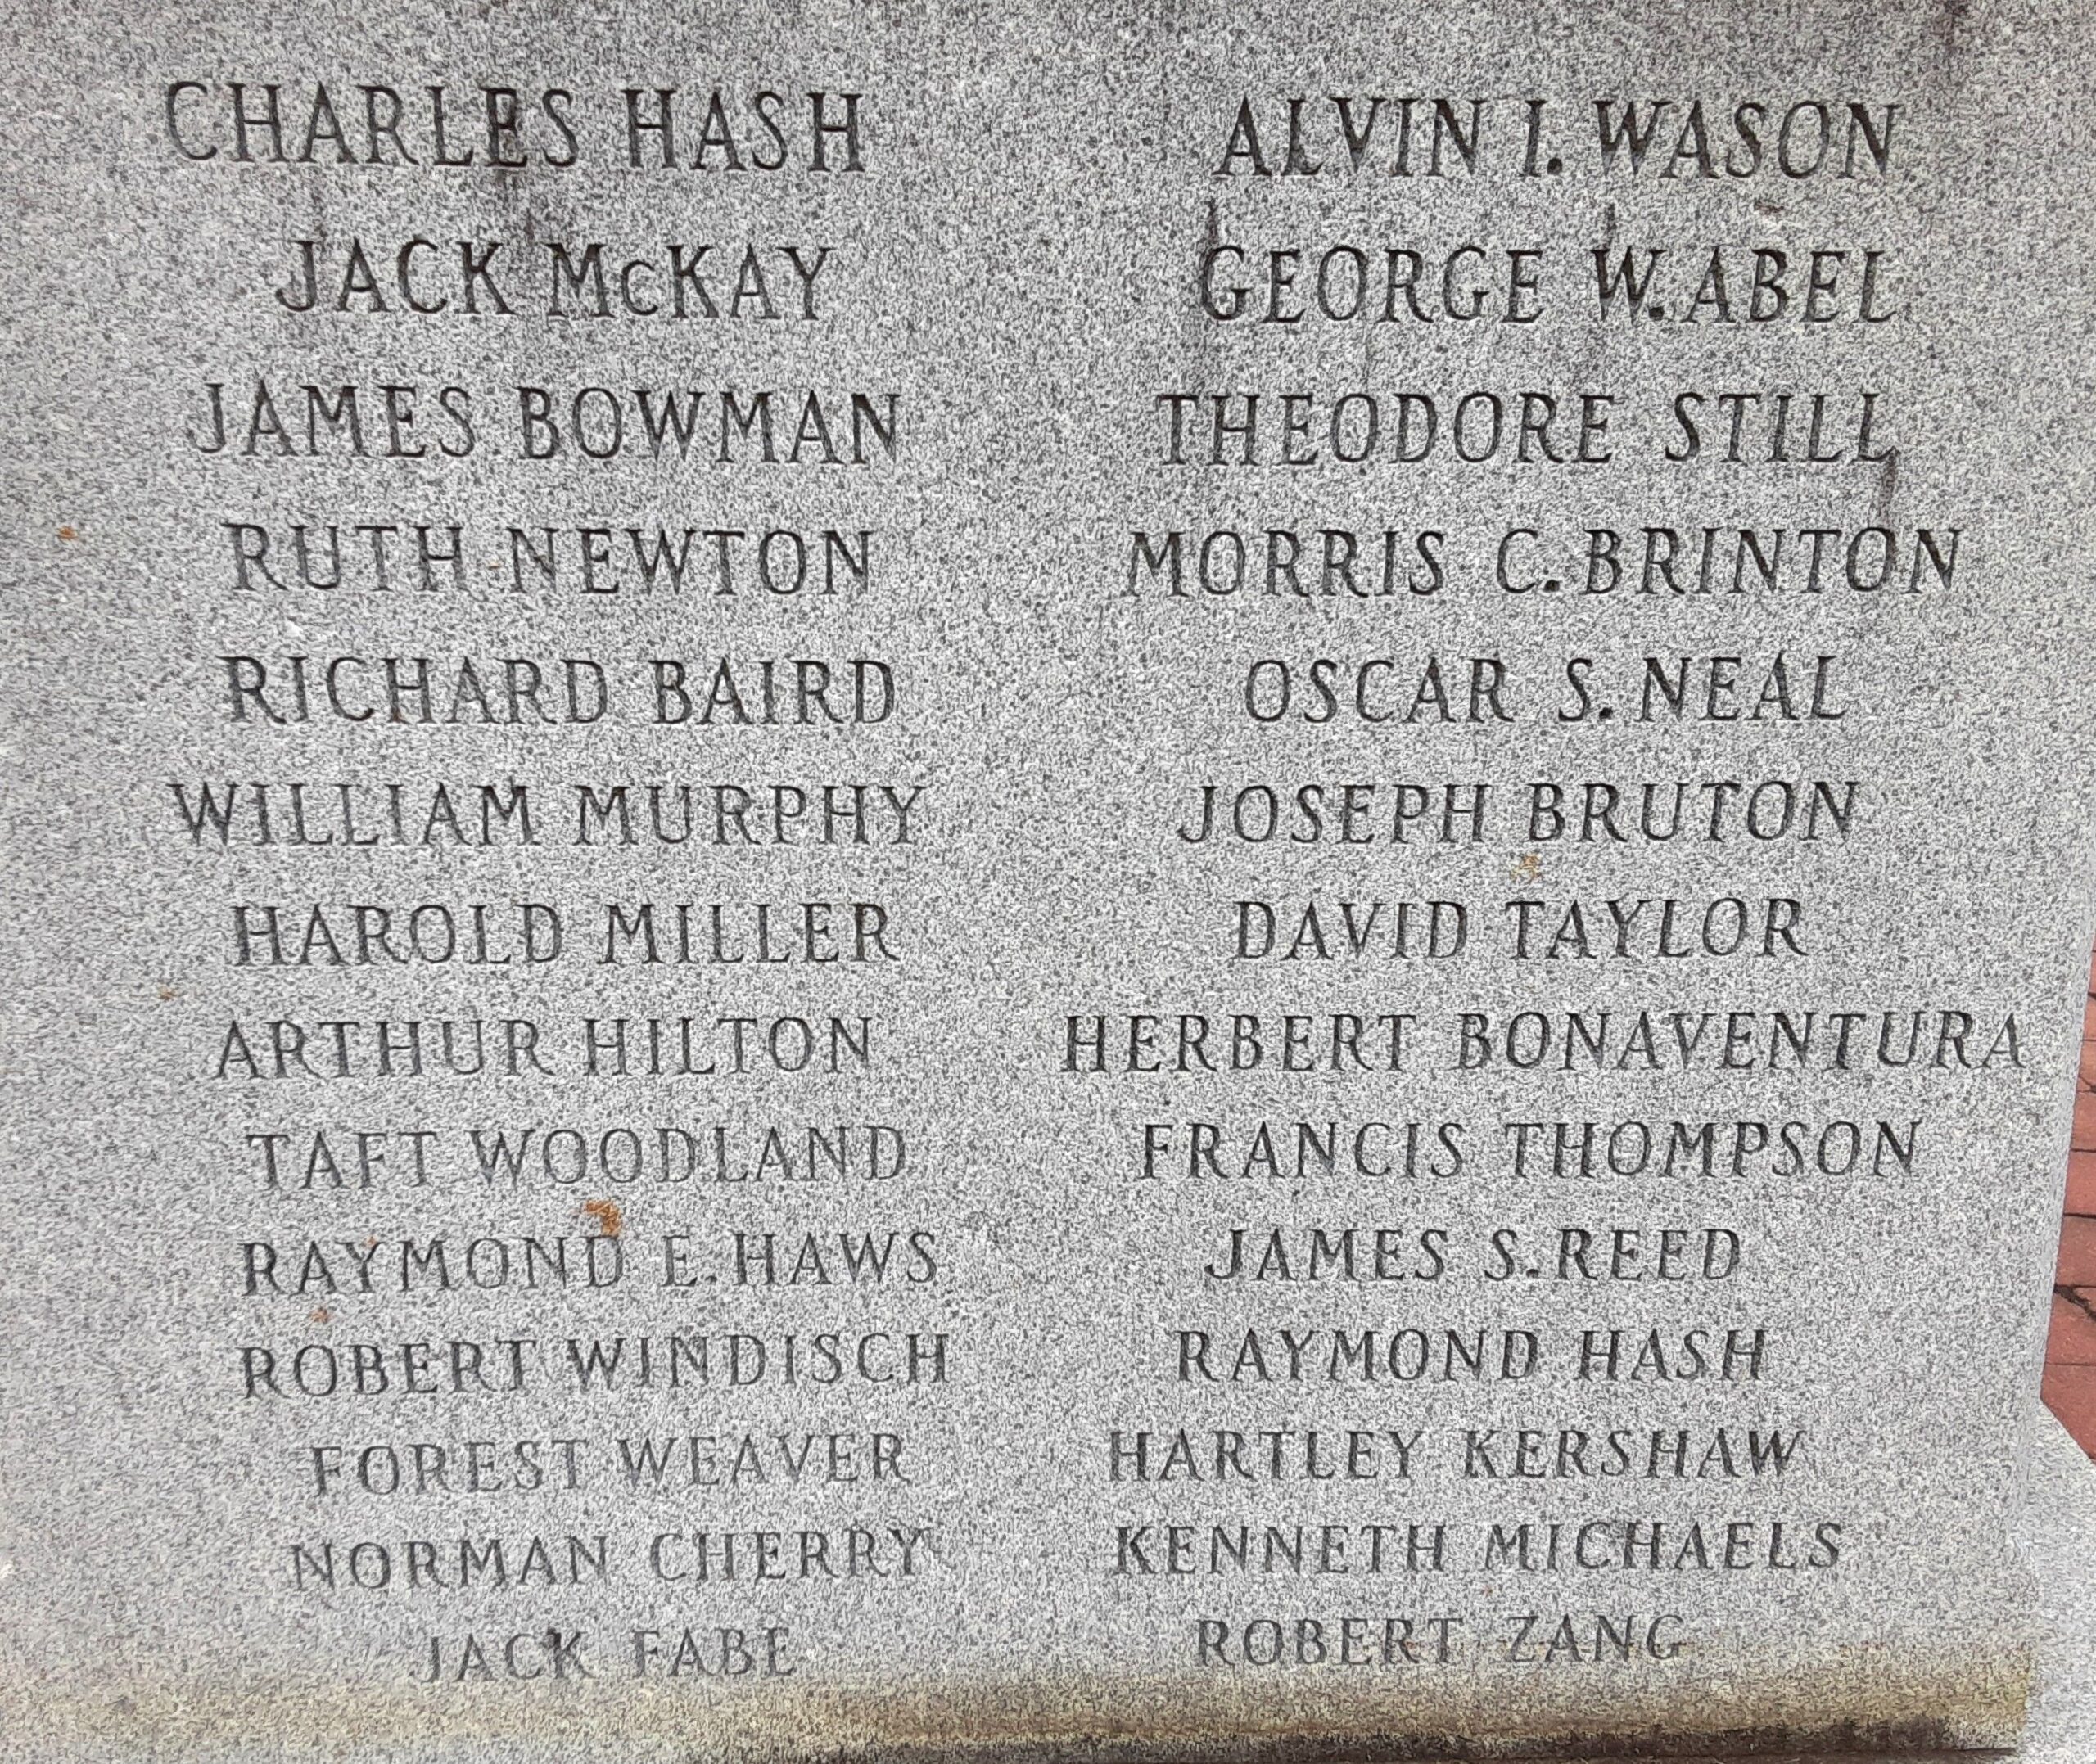 CHARLES HASH
JACK McKAY
JAMES BOWMAN
RUTH NEWTON
RICHARD BAIRD
WILLIAM MURPHY
HAROLD MILLER
ARTHUR HILTON
TAFT WOODLAND
RAYMOND E. HAWS
ROBERT WINDISCH
FOREST WEAVER
NORMAN CHERRY
JACK FABE
ALVIN I. WASON
GEORGE W. ABEL
THEODORE STILL
MORRIS C. BRINTON
OSCAR S. NEAL
JOSEPH BRUTON
DAVID TAYLOR
HERBERT BONAVENTURA
FRANCIS THOMPSON
JAMES S. REED
RAYMOND HASH
HARTLEY KERSHAW
KENNETH MICHAELS
ROBERT ZANG